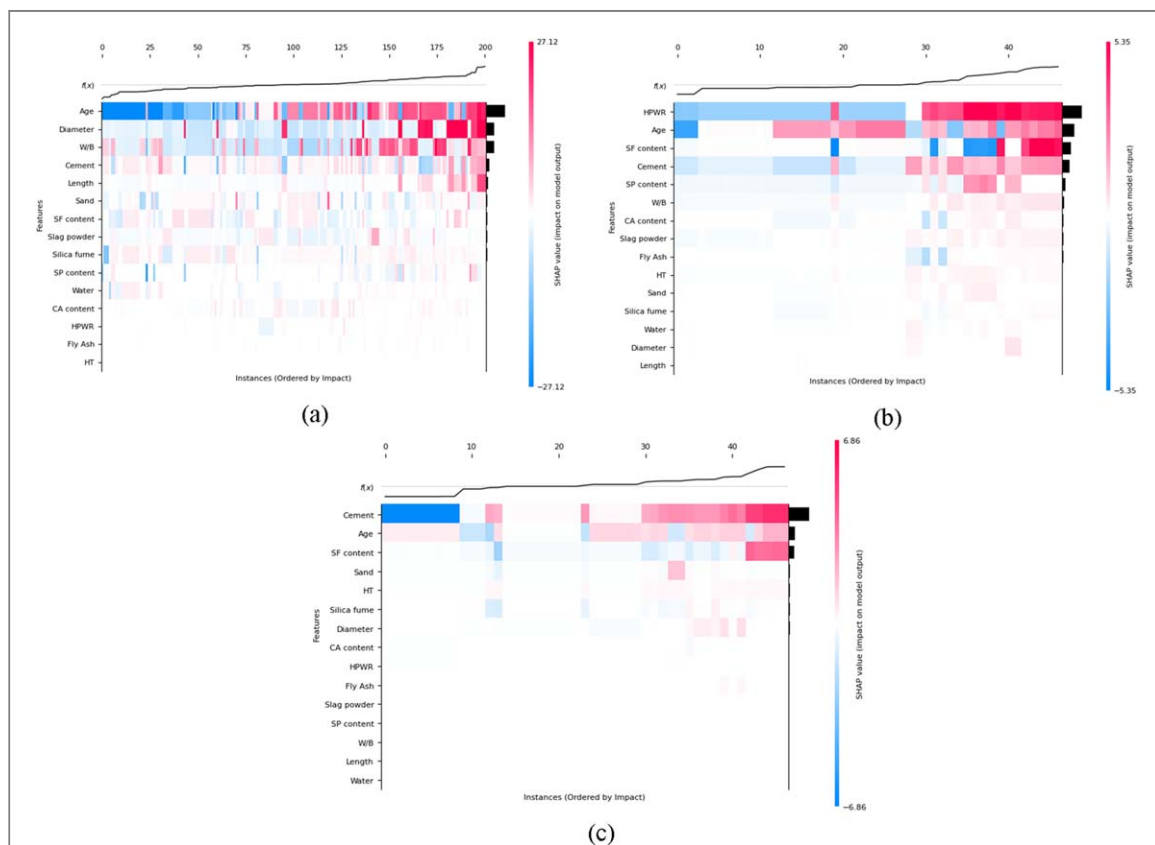 0 25 50 75 100 125 150 175 200
27.12
f(x)
Age
Diameter
W/B
Cement
Length
Sand
SF content
Slag powder
Silica fume
SP content
Water
CA content
HPWR
Fly Ash
HT
Features
SHAP value (impact on model output)
−27.12
Instances (Ordered by Impact)
(a)
0 10 20 30 40
5.35
f(x)
HPWR
Age
SF content
Cement
SP content
W/B
CA content
Slag powder
Fly Ash
HT
Sand
Silica fume
Water
Diameter
Length
Features
SHAP value (impact on model output)
−5.35
Instances (Ordered by Impact)
(b)
0 10 20 30 40
6.86
f(x)
Cement
Age
SF content
Sand
HT
Silica fume
Diameter
CA content
HPWR
Fly Ash
Slag powder
SP content
W/B
Length
Water
Features
SHAP value (impact on model output)
−6.86
Instances (Ordered by Impact)
(c)